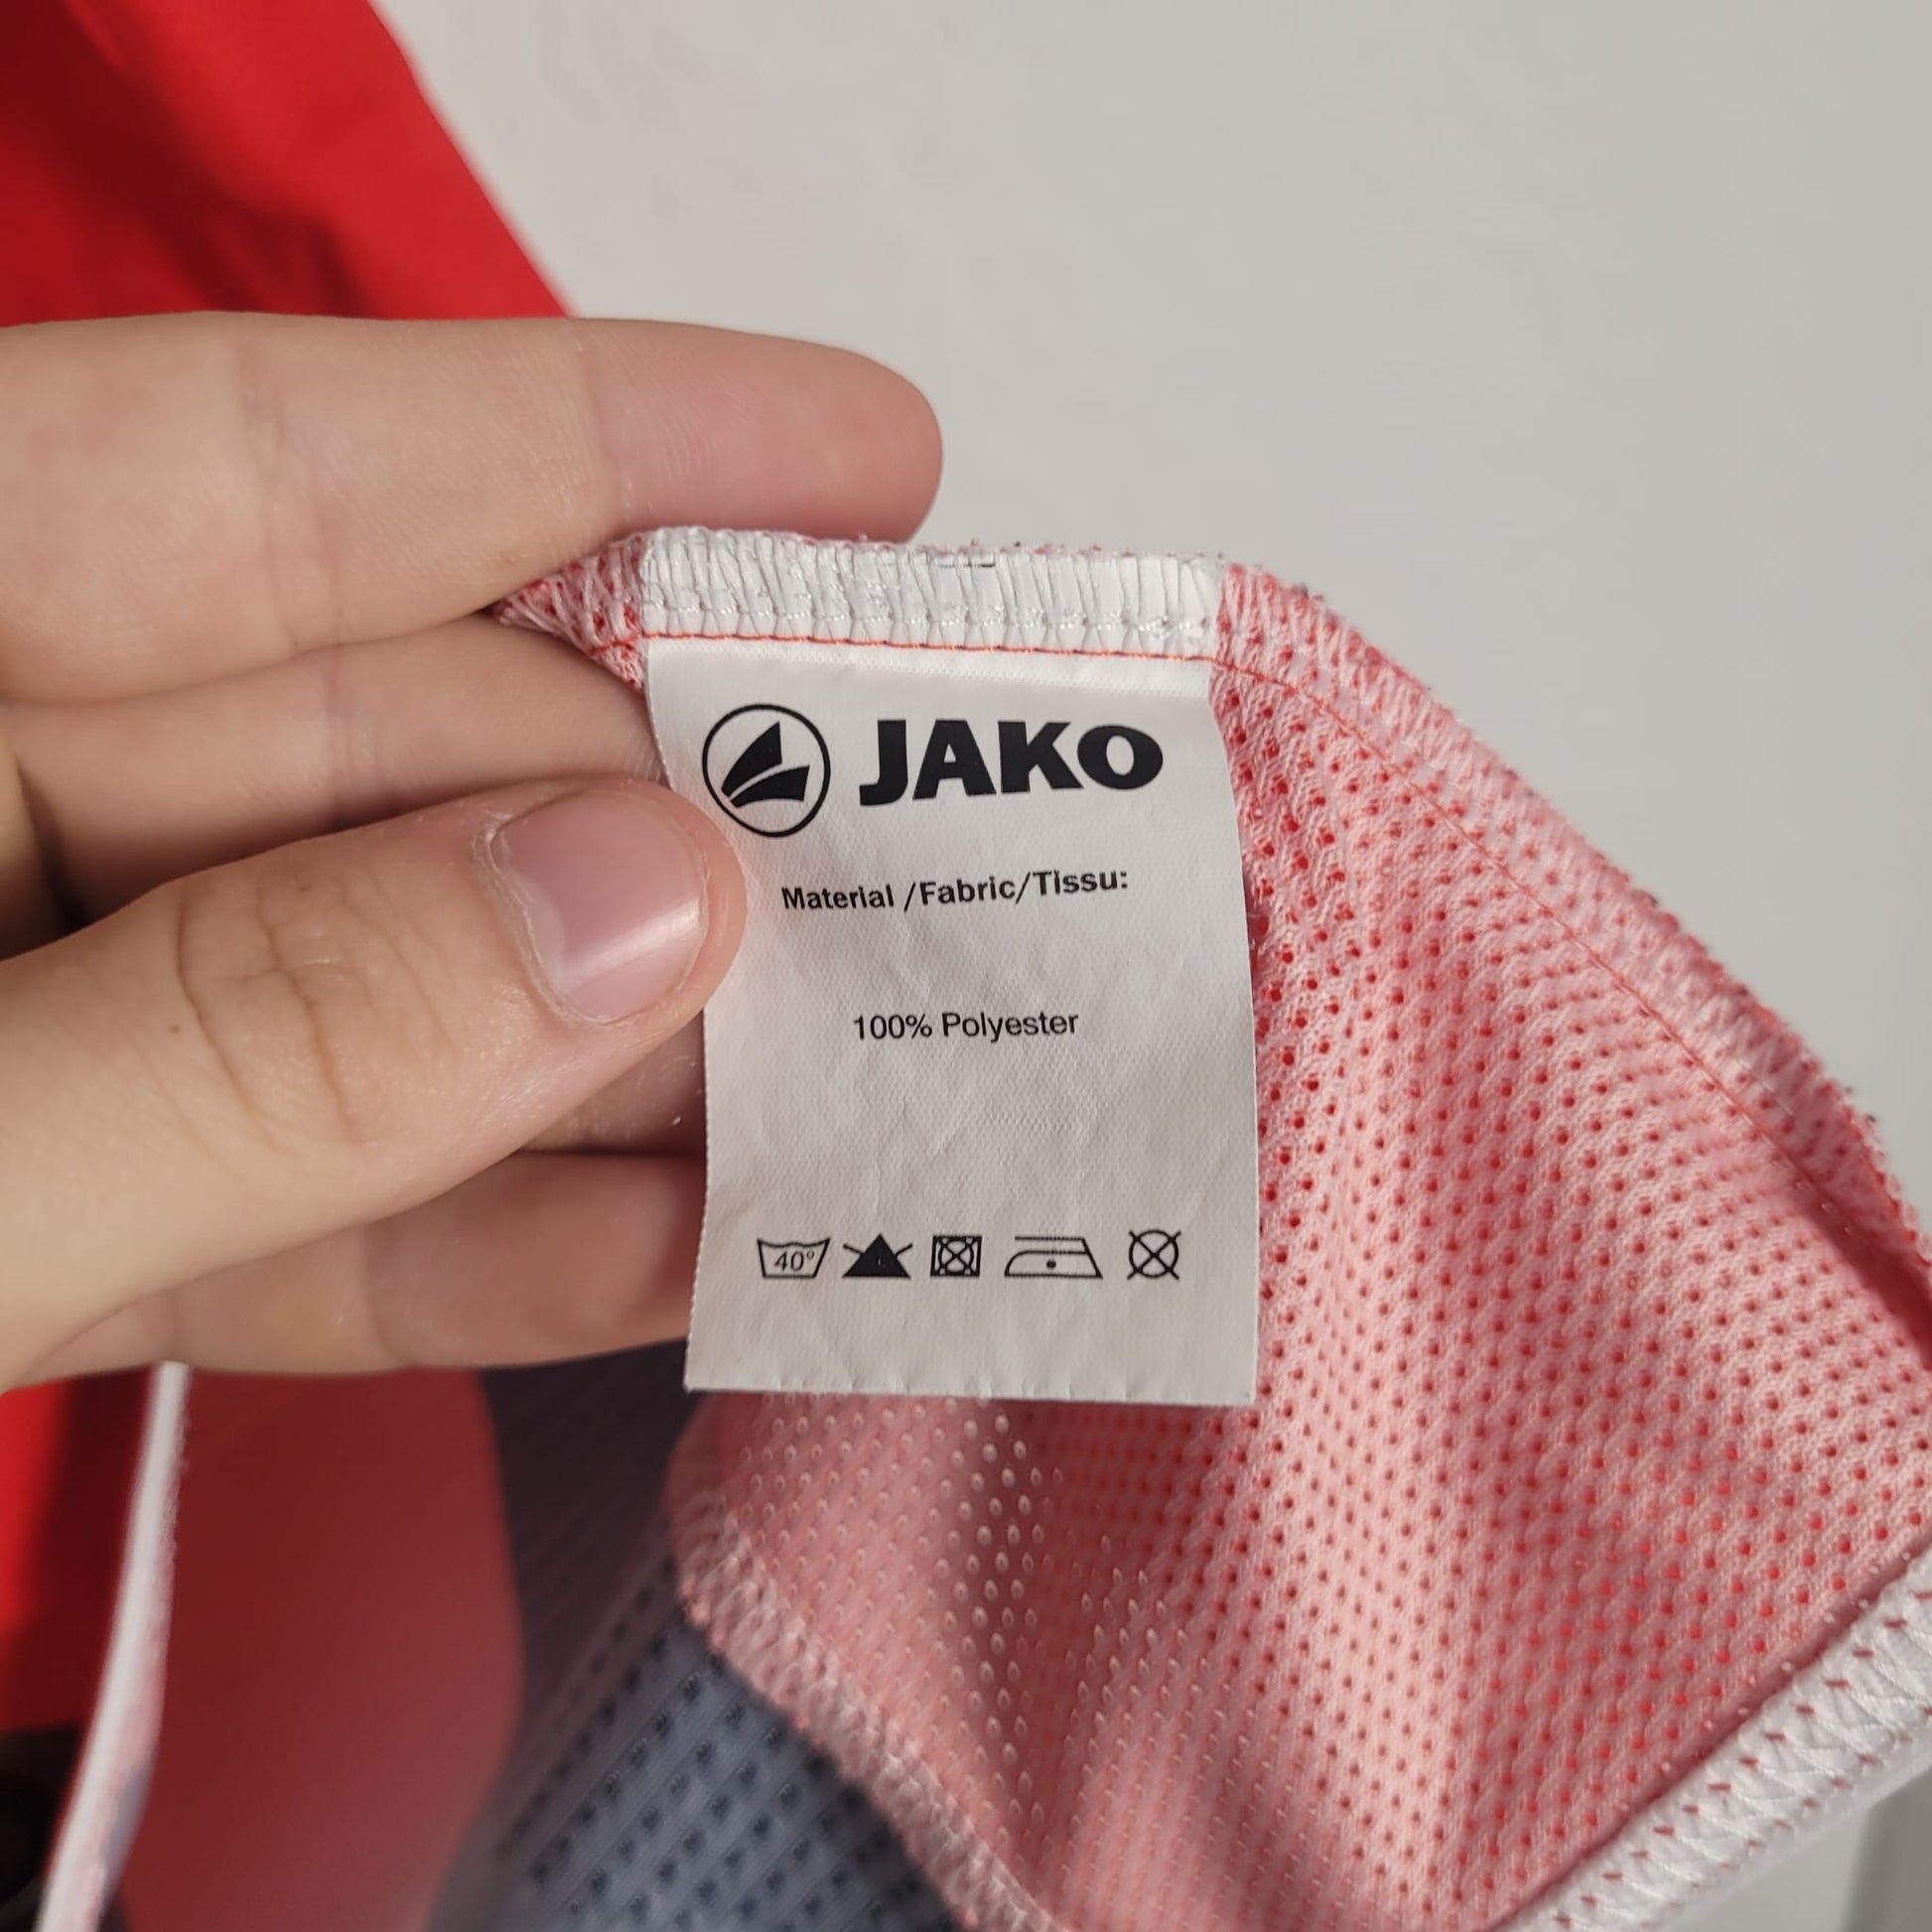 JAKO
Material /Fabric/Tissu:
100% Polyester
40°